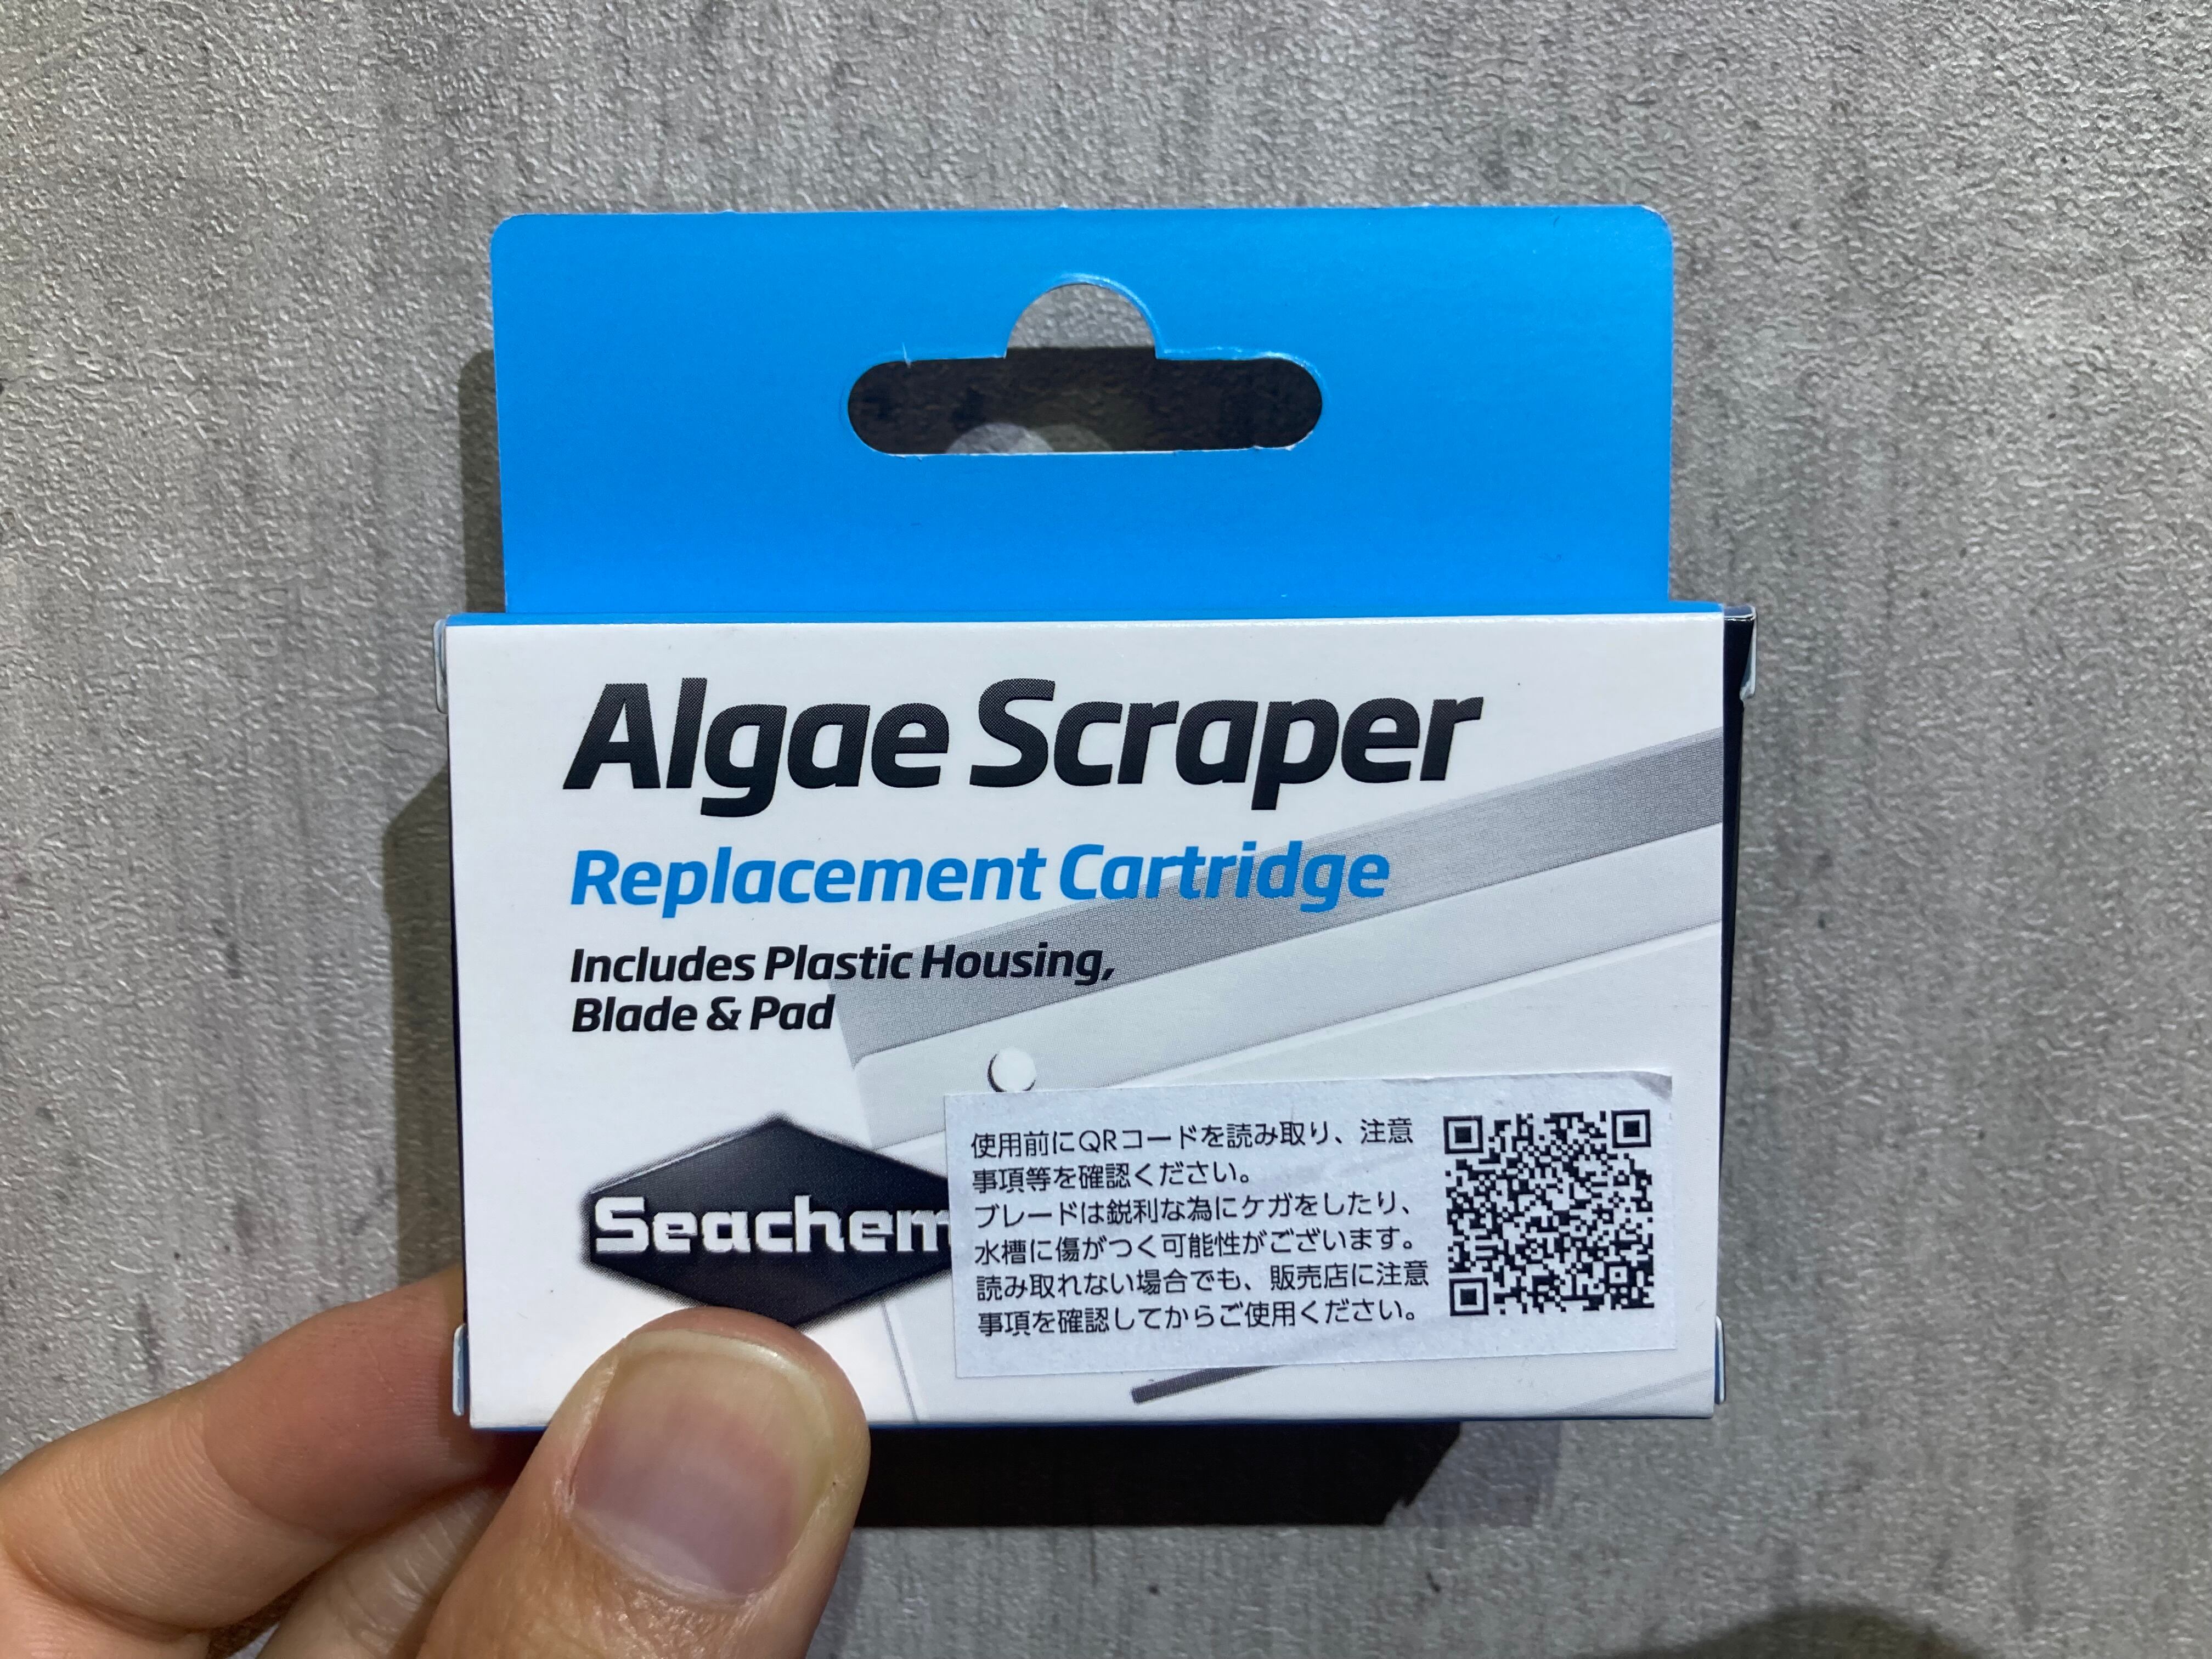 Algae Scraper
Replacement Cartridge
Includes Plastic Housing,
Blade & Pad
Seachem
使用前にQRコードを読み取り、注意
事項等を確認ください。
ブレードは鋭利な為にケガをしたり、
水槽に傷がつく可能性がございます。
読み取れない場合でも、販売店に注意
事項を確認してからご使用ください。